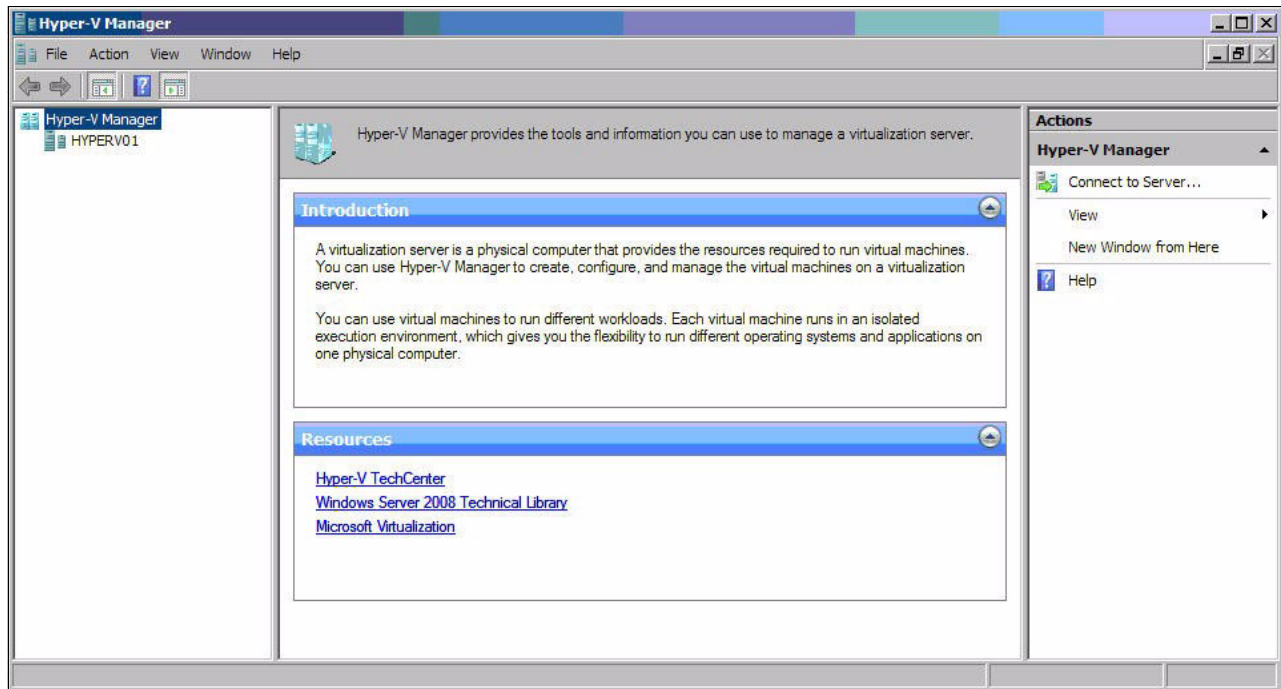 Hyper-V Manager
File Action View Window Help
Hyper-V Manager
HYPERV01
Hyper-V Manager provides the tools and information you can use to manage a virtualization server.
Introduction
A virtualization server is a physical computer that provides the resources required to run virtual machines.
You can use Hyper-V Manager to create, configure, and manage the virtual machines on a virtualization
server.
You can use virtual machines to run different workloads. Each virtual machine runs in an isolated
execution environment, which gives you the flexibility to run different operating systems and applications on
one physical computer.
Resources
Hyper-V TechCenter
Windows Server 2008 Technical Library
Microsoft Virtualization
Actions
Hyper-V Manager
Connect to Server...
View
New Window from Here
Help